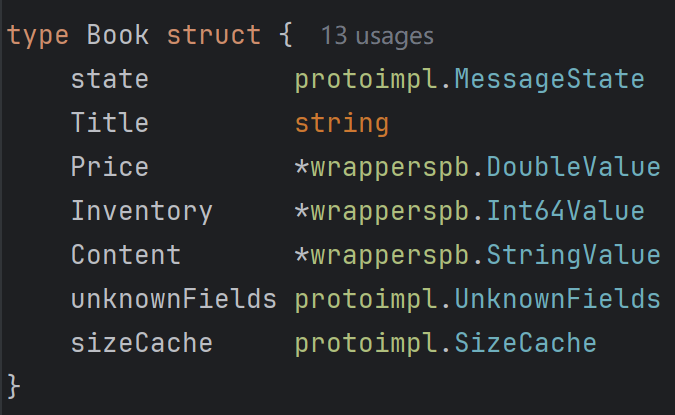 type Book struct { 13 usages
    state         protoimpl.MessageState
    Title         string
    Price         *wrapperspb.DoubleValue
    Inventory     *wrapperspb.Int64Value
    Content       *wrapperspb.StringValue
    unknownFields protoimpl.UnknownFields
    sizeCache     protoimpl.SizeCache
}